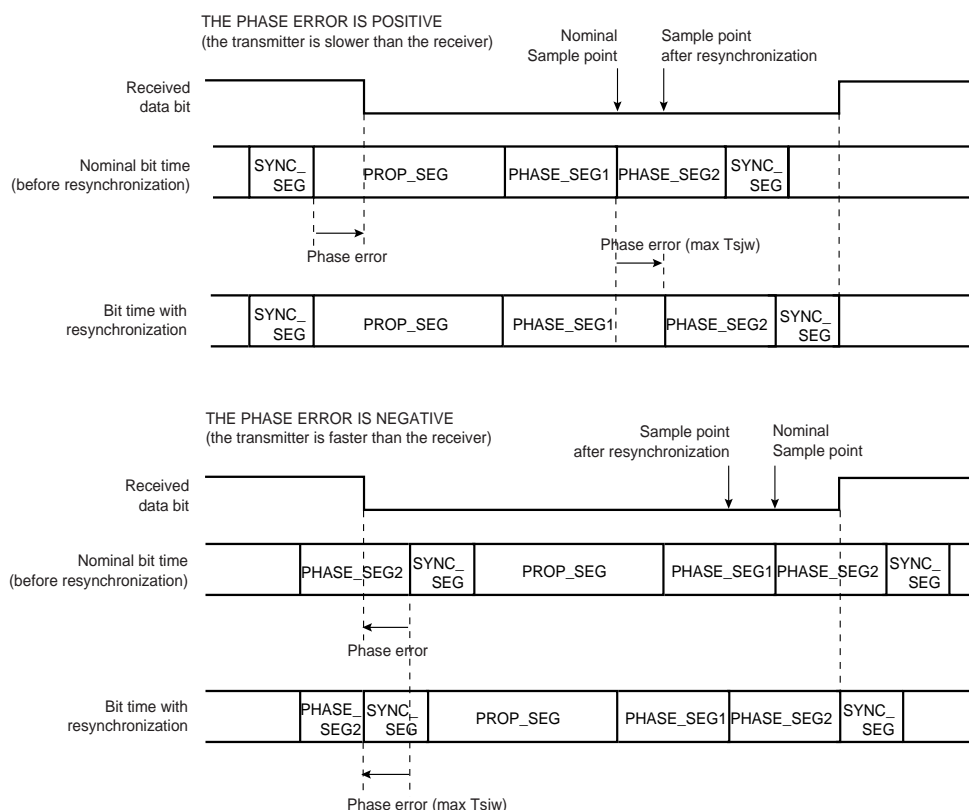 THE PHASE ERROR IS POSITIVE
(the transmitter is slower than the receiver)
Nominal
Sample point
Sample point
after resynchronization
Received
data bit
Nominal bit time
(before resynchronization)
SYNC_
SEG
PROP_SEG
PHASE_SEG1
PHASE_SEG2
SYNC_
SEG
Phase error
Phase error (max Tsjw)
Bit time with
resynchronization
SYNC_
SEG
PROP_SEG
PHASE_SEG1
PHASE_SEG2
SYNC_
SEG
THE PHASE ERROR IS NEGATIVE
(the transmitter is faster than the receiver)
Sample point
after resynchronization
Nominal
Sample point
Received
data bit
Nominal bit time
(before resynchronization)
PHASE_SEG2
SYNC_
SEG
PROP_SEG
PHASE_SEG1
PHASE_SEG2
SYNC_
SEG
Phase error
Bit time with
resynchronization
PHASE_
SEG2
SYNC_
SEG
PROP_SEG
PHASE_SEG1
PHASE_SEG2
SYNC_
SEG
Phase error (max Tsjw)